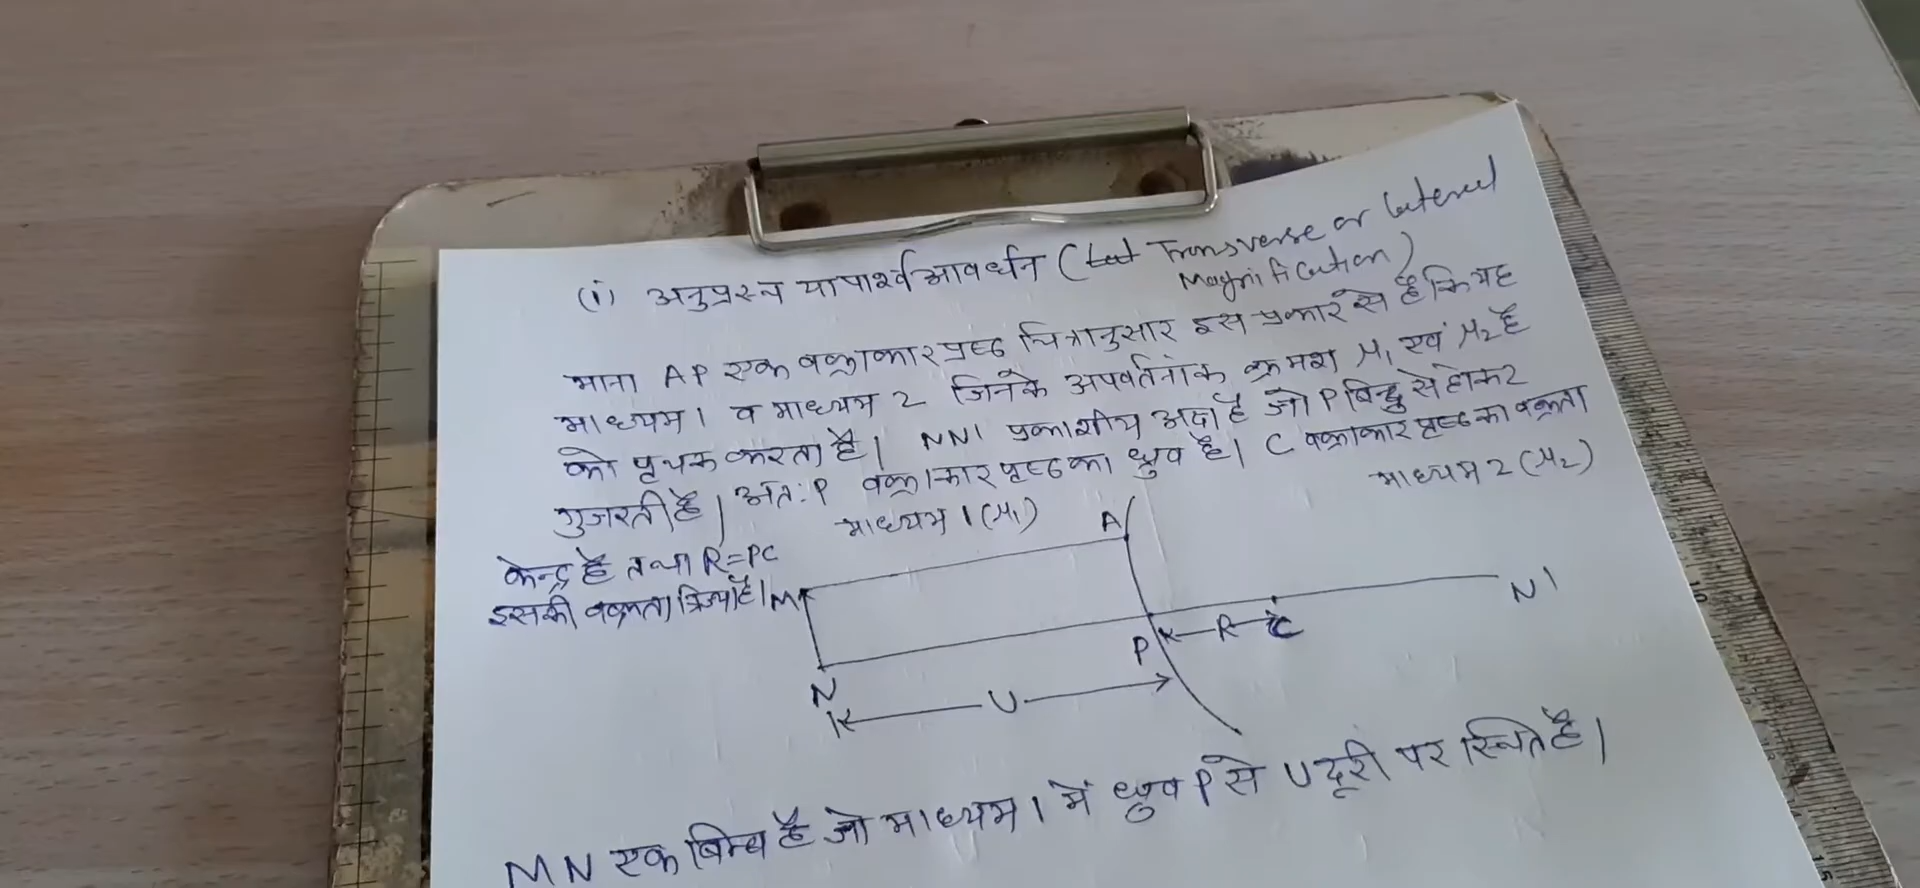 (i) अनुप्रस्थ या पार्श्व आवर्धन (Transverse or lateral
Magnification)
माना AP एक वक्राकार प्रष्ठ चित्रानुसार इस प्रकार से है कि यह
माध्यम 1 व माध्यम 2 जिनके अपवर्तनांक क्रमश μ₁ एवं μ₂ है
को पृथक करता है। NN' प्रकाशीय अक्ष है जो P बिन्दु से होकर
गुजरती है। अतः P वक्राकार पृष्ठ का ध्रुव है। C वक्राकार पृष्ठ का वक्रता
केन्द्र है तथा R=PC
इसकी वक्रता त्रिज्या है।
माध्यम 1 (μ₁)
माध्यम 2 (μ₂)
A
M
N'
P
R
C
N
U
MN एक बिम्ब है जो माध्यम 1 में ध्रुव P से U दूरी पर स्थित है।